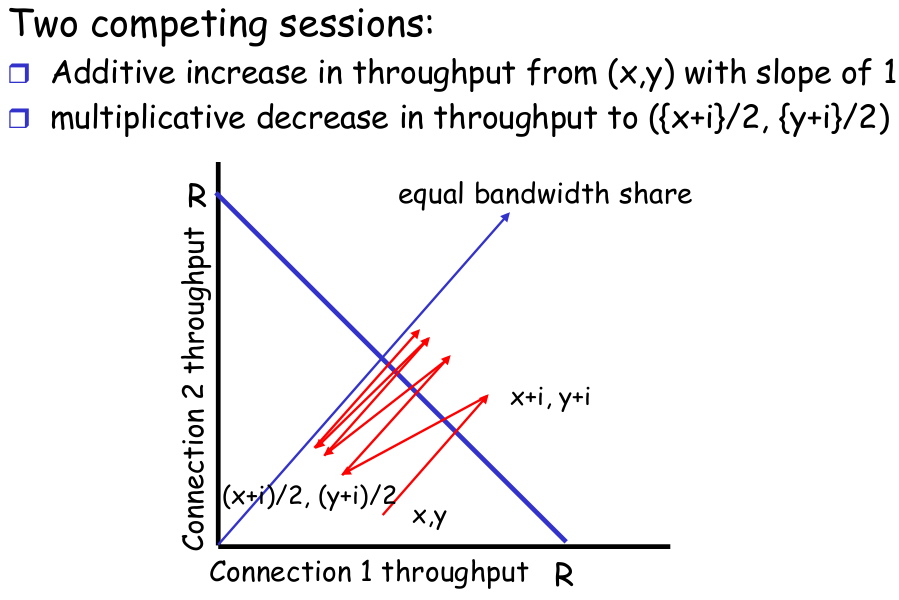 Two competing sessions:
Additive increase in throughput from (x,y) with slope of 1
multiplicative decrease in throughput to ({x+i}/2, {y+i}/2)
R
equal bandwidth share
Connection 2 throughput
x+i, y+i
(x+i)/2, (y+i)/2
x,y
Connection 1 throughput
R